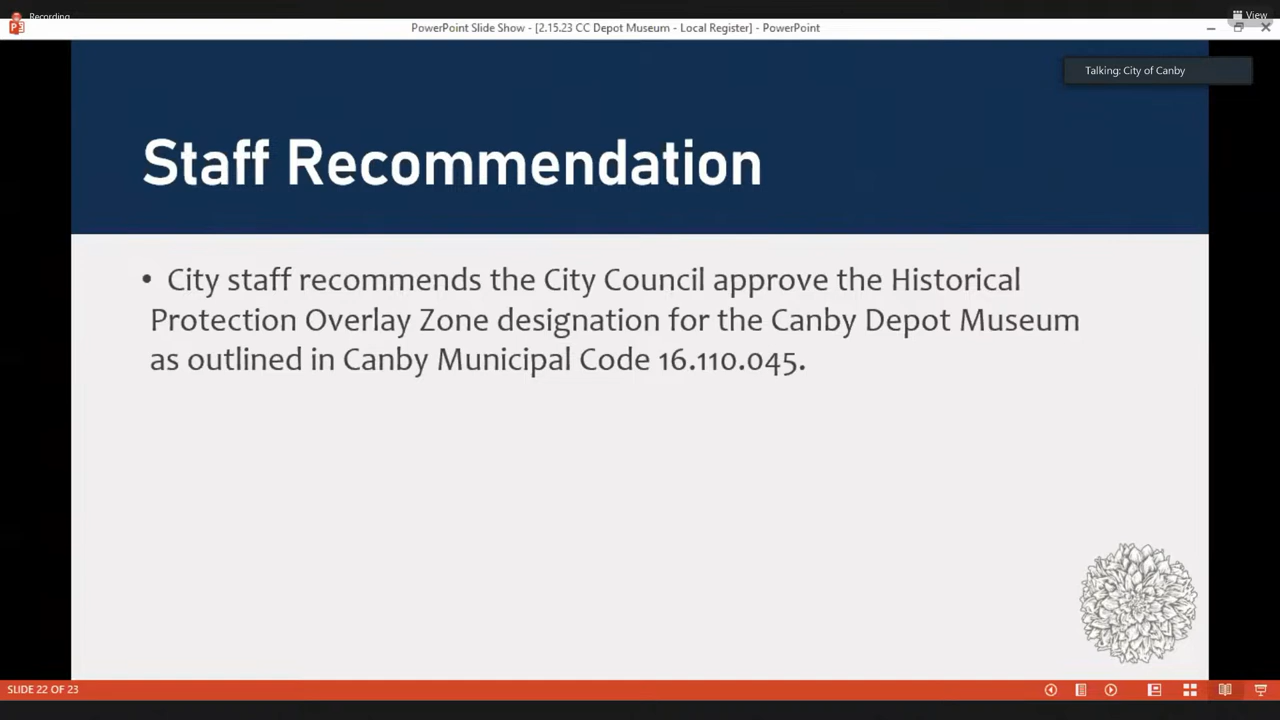 Recording
View
PowerPoint Slide Show - [2.15.23 CC Depot Museum - Local Register] - PowerPoint
Talking: City of Canby
Staff Recommendation
• City staff recommends the City Council approve the Historical
Protection Overlay Zone designation for the Canby Depot Museum
as outlined in Canby Municipal Code 16.110.045.
SLIDE 22 OF 23